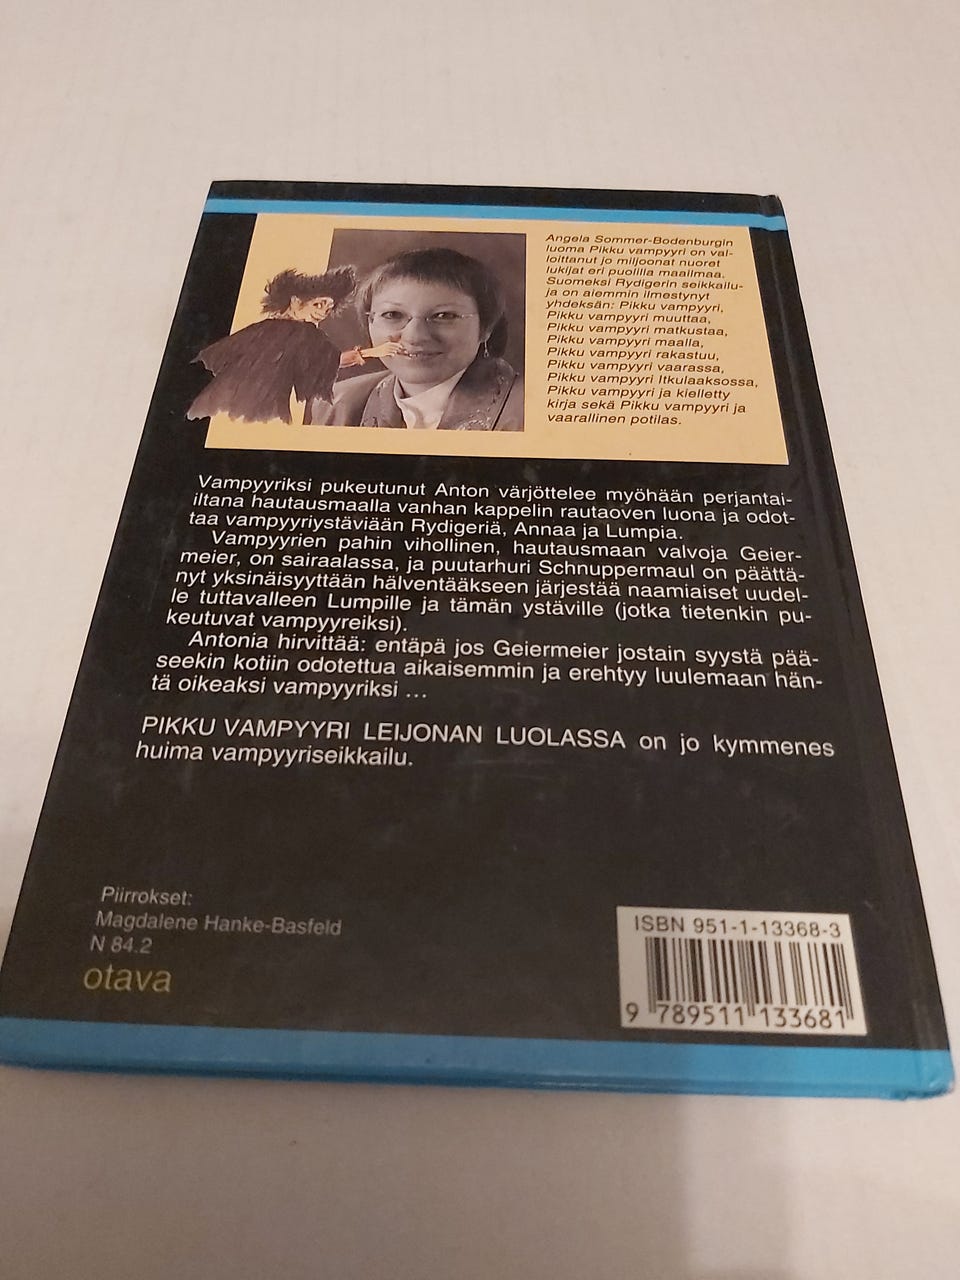 Angela Sommer-Bodenburgin
luoma Pikku vampyyri on val-
loittanut jo miljoonat nuoret
lukijat eri puolilla maailmaa.
Suomeksi Rydigerin seikkailu-
ja on aiemmin ilmestynyt
yhdeksän: Pikku vampyyri,
Pikku vampyyri muuttaa,
Pikku vampyyri matkustaa,
Pikku vampyyri maalla,
Pikku vampyyri rakastuu,
Pikku vampyyri vaarassa,
Pikku vampyyri Itkulaaksossa,
Pikku vampyyri ja kielletty
kirja sekä Pikku vampyyri ja
vaarallinen potilas.
Vampyyriksi pukeutunut Anton värjöttelee myöhään perjantai-
iltana hautausmaalla vanhan kappelin rautaoven luona ja odot-
taa vampyyriystäviään Rydigeriä, Annaa ja Lumpia.
Vampyyrien pahin vihollinen, hautausmaan valvoja Geier-
meier, on sairaalassa, ja puutarhuri Schnuppermaul on päättä-
nyt yksinäisyyttään hälventääkseen järjestää naamiaiset uudel-
le tuttavalleen Lumpille ja tämän ystäville (jotka tietenkin pu-
keutuvat vampyyreiksi).
Antonia hirvittää: entäpä jos Geiermeier jostain syystä pää-
seekin kotiin odotettua aikaisemmin ja erehtyy luulemaan hän-
tä oikeaksi vampyyriksi ...
PIKKU VAMPYYRI LEIJONAN LUOLASSA on jo kymmenes
huima vampyyriseikkailu.
Piirrokset:
Magdalene Hanke-Basfeld
N 84.2
otava
ISBN 951-1-13368-3
9 789511 133681